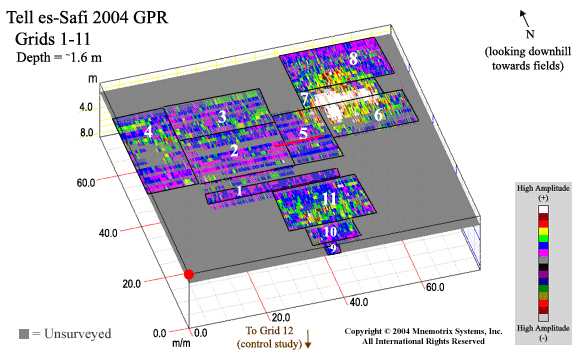 Tell es-Safi 2004 GPR
Grids 1-11
Depth = ~1.6 m
N
(looking downhill
towards fields)
m
4.0
8.0
60.0
40.0
20.0
0.0
m/m
0.0
20.0
40.0
60.0
8
7
6
3
4
5
2
1
11
10
9
High Amplitude
(+)
High Amplitude
(-)
= Unsurveyed
To Grid 12
(control study)
Copyright © 2004 Mnemotrix Systems, Inc.
All International Rights Reserved